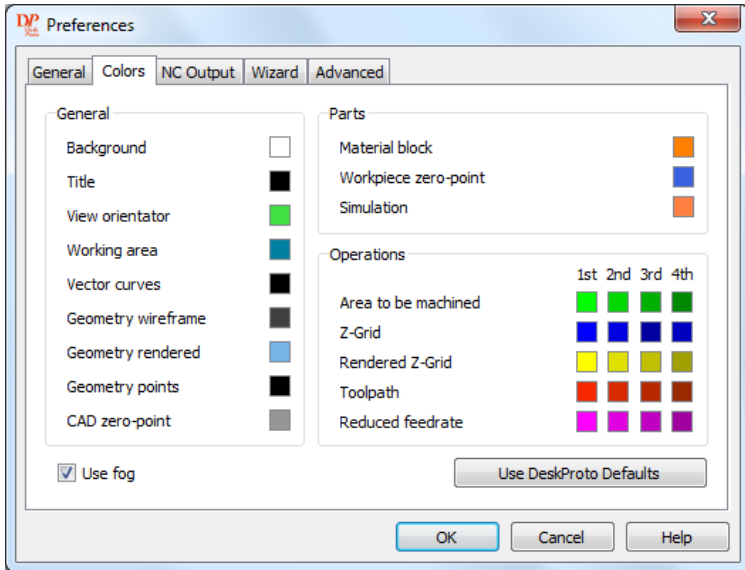 DP Preferences
General Colors NC Output Wizard Advanced
General
Background
Title
View orientator
Working area
Vector curves
Geometry wireframe
Geometry rendered
Geometry points
CAD zero-point
Parts
Material block
Workpiece zero-point
Simulation
Operations
1st 2nd 3rd 4th
Area to be machined
Z-Grid
Rendered Z-Grid
Toolpath
Reduced feedrate
Use fog
Use DeskProto Defaults
OK Cancel Help